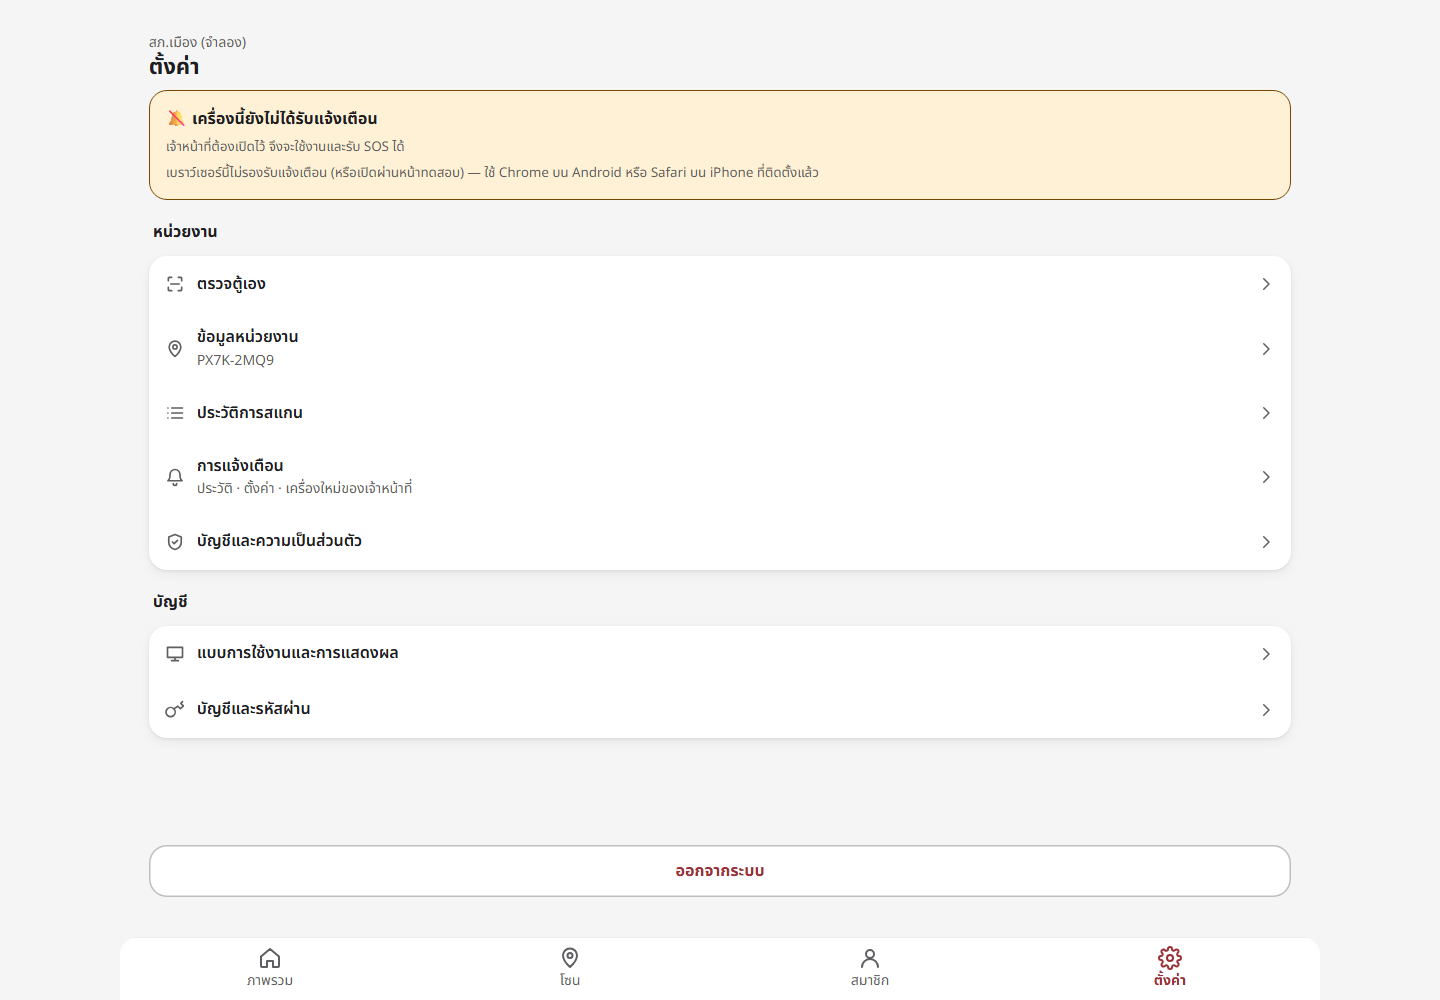 สภ.เมือง (จำลอง)
ตั้งค่า
เครื่องนี้ยังไม่ได้รับแจ้งเตือน
เจ้าหน้าที่ต้องเปิดไว้ จึงจะใช้งานและรับ SOS ได้
เบราว์เซอร์นี้ไม่รองรับแจ้งเตือน (หรือเปิดผ่านหน้าทดสอบ) — ใช้ Chrome บน Android หรือ Safari บน iPhone ที่ติดตั้งแล้ว
หน่วยงาน
ตรวจตู้เอง
ข้อมูลหน่วยงาน
PX7K-2MQ9
ประวัติการสแกน
การแจ้งเตือน
ประวัติ · ตั้งค่า · เครื่องใหม่ของเจ้าหน้าที่
บัญชีและความเป็นส่วนตัว
บัญชี
แบบการใช้งานและการแสดงผล
บัญชีและรหัสผ่าน
ออกจากระบบ
ภาพรวม
โซน
สมาชิก
ตั้งค่า